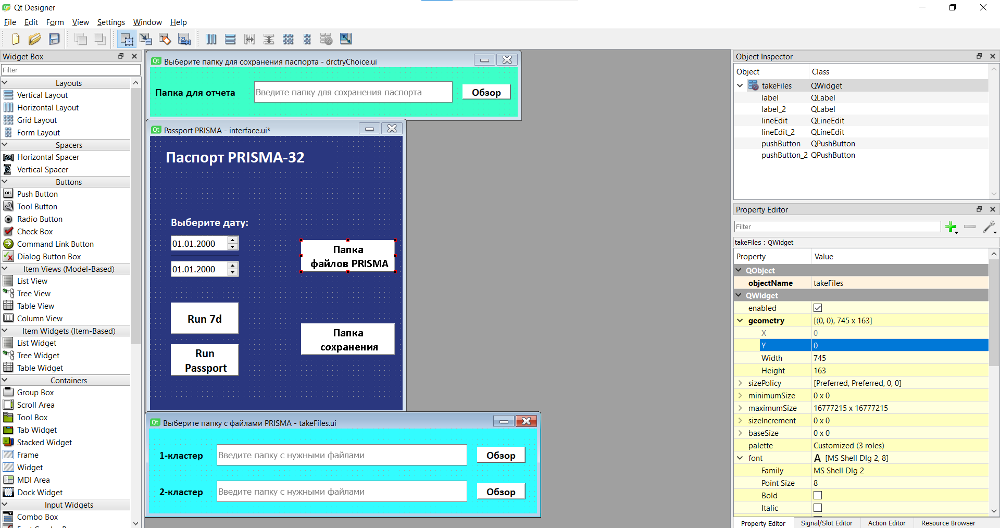 Qt Designer
File Edit Form View Settings Window Help
Widget Box
Filter
Layouts
Vertical Layout
Horizontal Layout
Grid Layout
Form Layout
Spacers
Horizontal Spacer
Vertical Spacer
Buttons
Push Button
Tool Button
Radio Button
Check Box
Command Link Button
Dialog Button Box
Item Views (Model-Based)
List View
Tree View
Table View
Column View
Item Widgets (Item-Based)
List Widget
Tree Widget
Table Widget
Containers
Group Box
Scroll Area
Tool Box
Tab Widget
Stacked Widget
Frame
Widget
MDI Area
Dock Widget
Input Widgets
Combo Box
Выберите папку для сохранения паспорта - drctryChoice.ui
Папка для отчета Введите папку для сохранения паспорта Обзор
Passport PRISMA - interface.ui*
Паспорт PRISMA-32
Выберите дату:
01.01.2000
01.01.2000
Папка
файлов PRISMA
Run 7d
Папка
сохранения
Run
Passport
Выберите папку с файлами PRISMA - takeFiles.ui
1-кластер Введите папку с нужными файлами Обзор
2-кластер Введите папку с нужными файлами Обзор
Object Inspector
Object Class
takeFiles QWidget
label QLabel
label_2 QLabel
lineEdit QLineEdit
lineEdit_2 QLineEdit
pushButton QPushButton
pushButton_2 QPushButton
Property Editor
Filter
takeFiles : QWidget
Property Value
QObject
objectName takeFiles
QWidget
enabled
geometry [(0, 0), 745 x 163]
X 0
Y 0
Width 745
Height 163
sizePolicy [Preferred, Preferred, 0, 0]
minimumSize 0 x 0
maximumSize 16777215 x 16777215
sizeIncrement 0 x 0
baseSize 0 x 0
palette Customized (3 roles)
font A [MS Shell Dlg 2, 8]
Family MS Shell Dlg 2
Point Size 8
Bold
Italic
Property Editor Signal/Slot Editor Action Editor Resource Browser